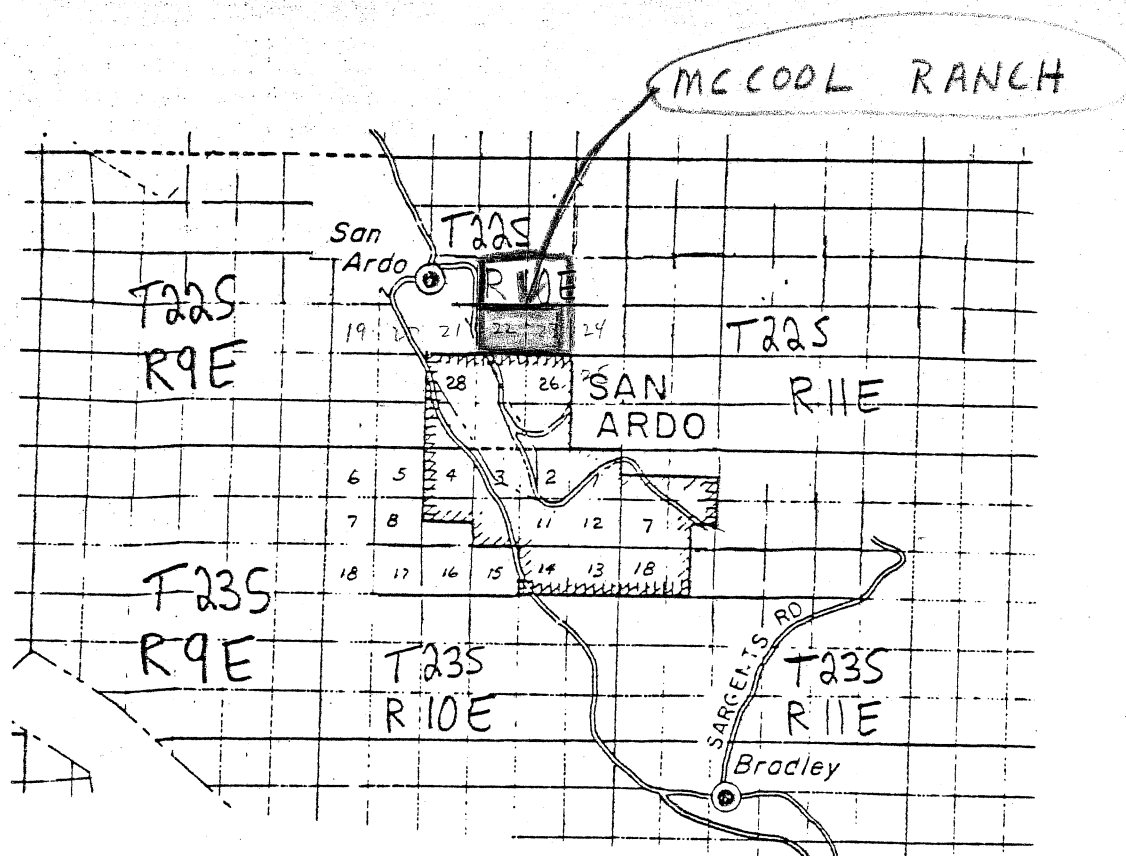 MCCOOL RANCH
San
Ardo
T22S
R10E
T22S
R9E
19 20 21 22 23 24
T22S
R11E
28 26 25
SAN
ARDO
6 5 4 3 2 1
7 8 11 12 7
18 17 16 15 14 13 18
T23S
R9E
T23S
R10E
SARGENTS RD
T23S
R11E
Bradley